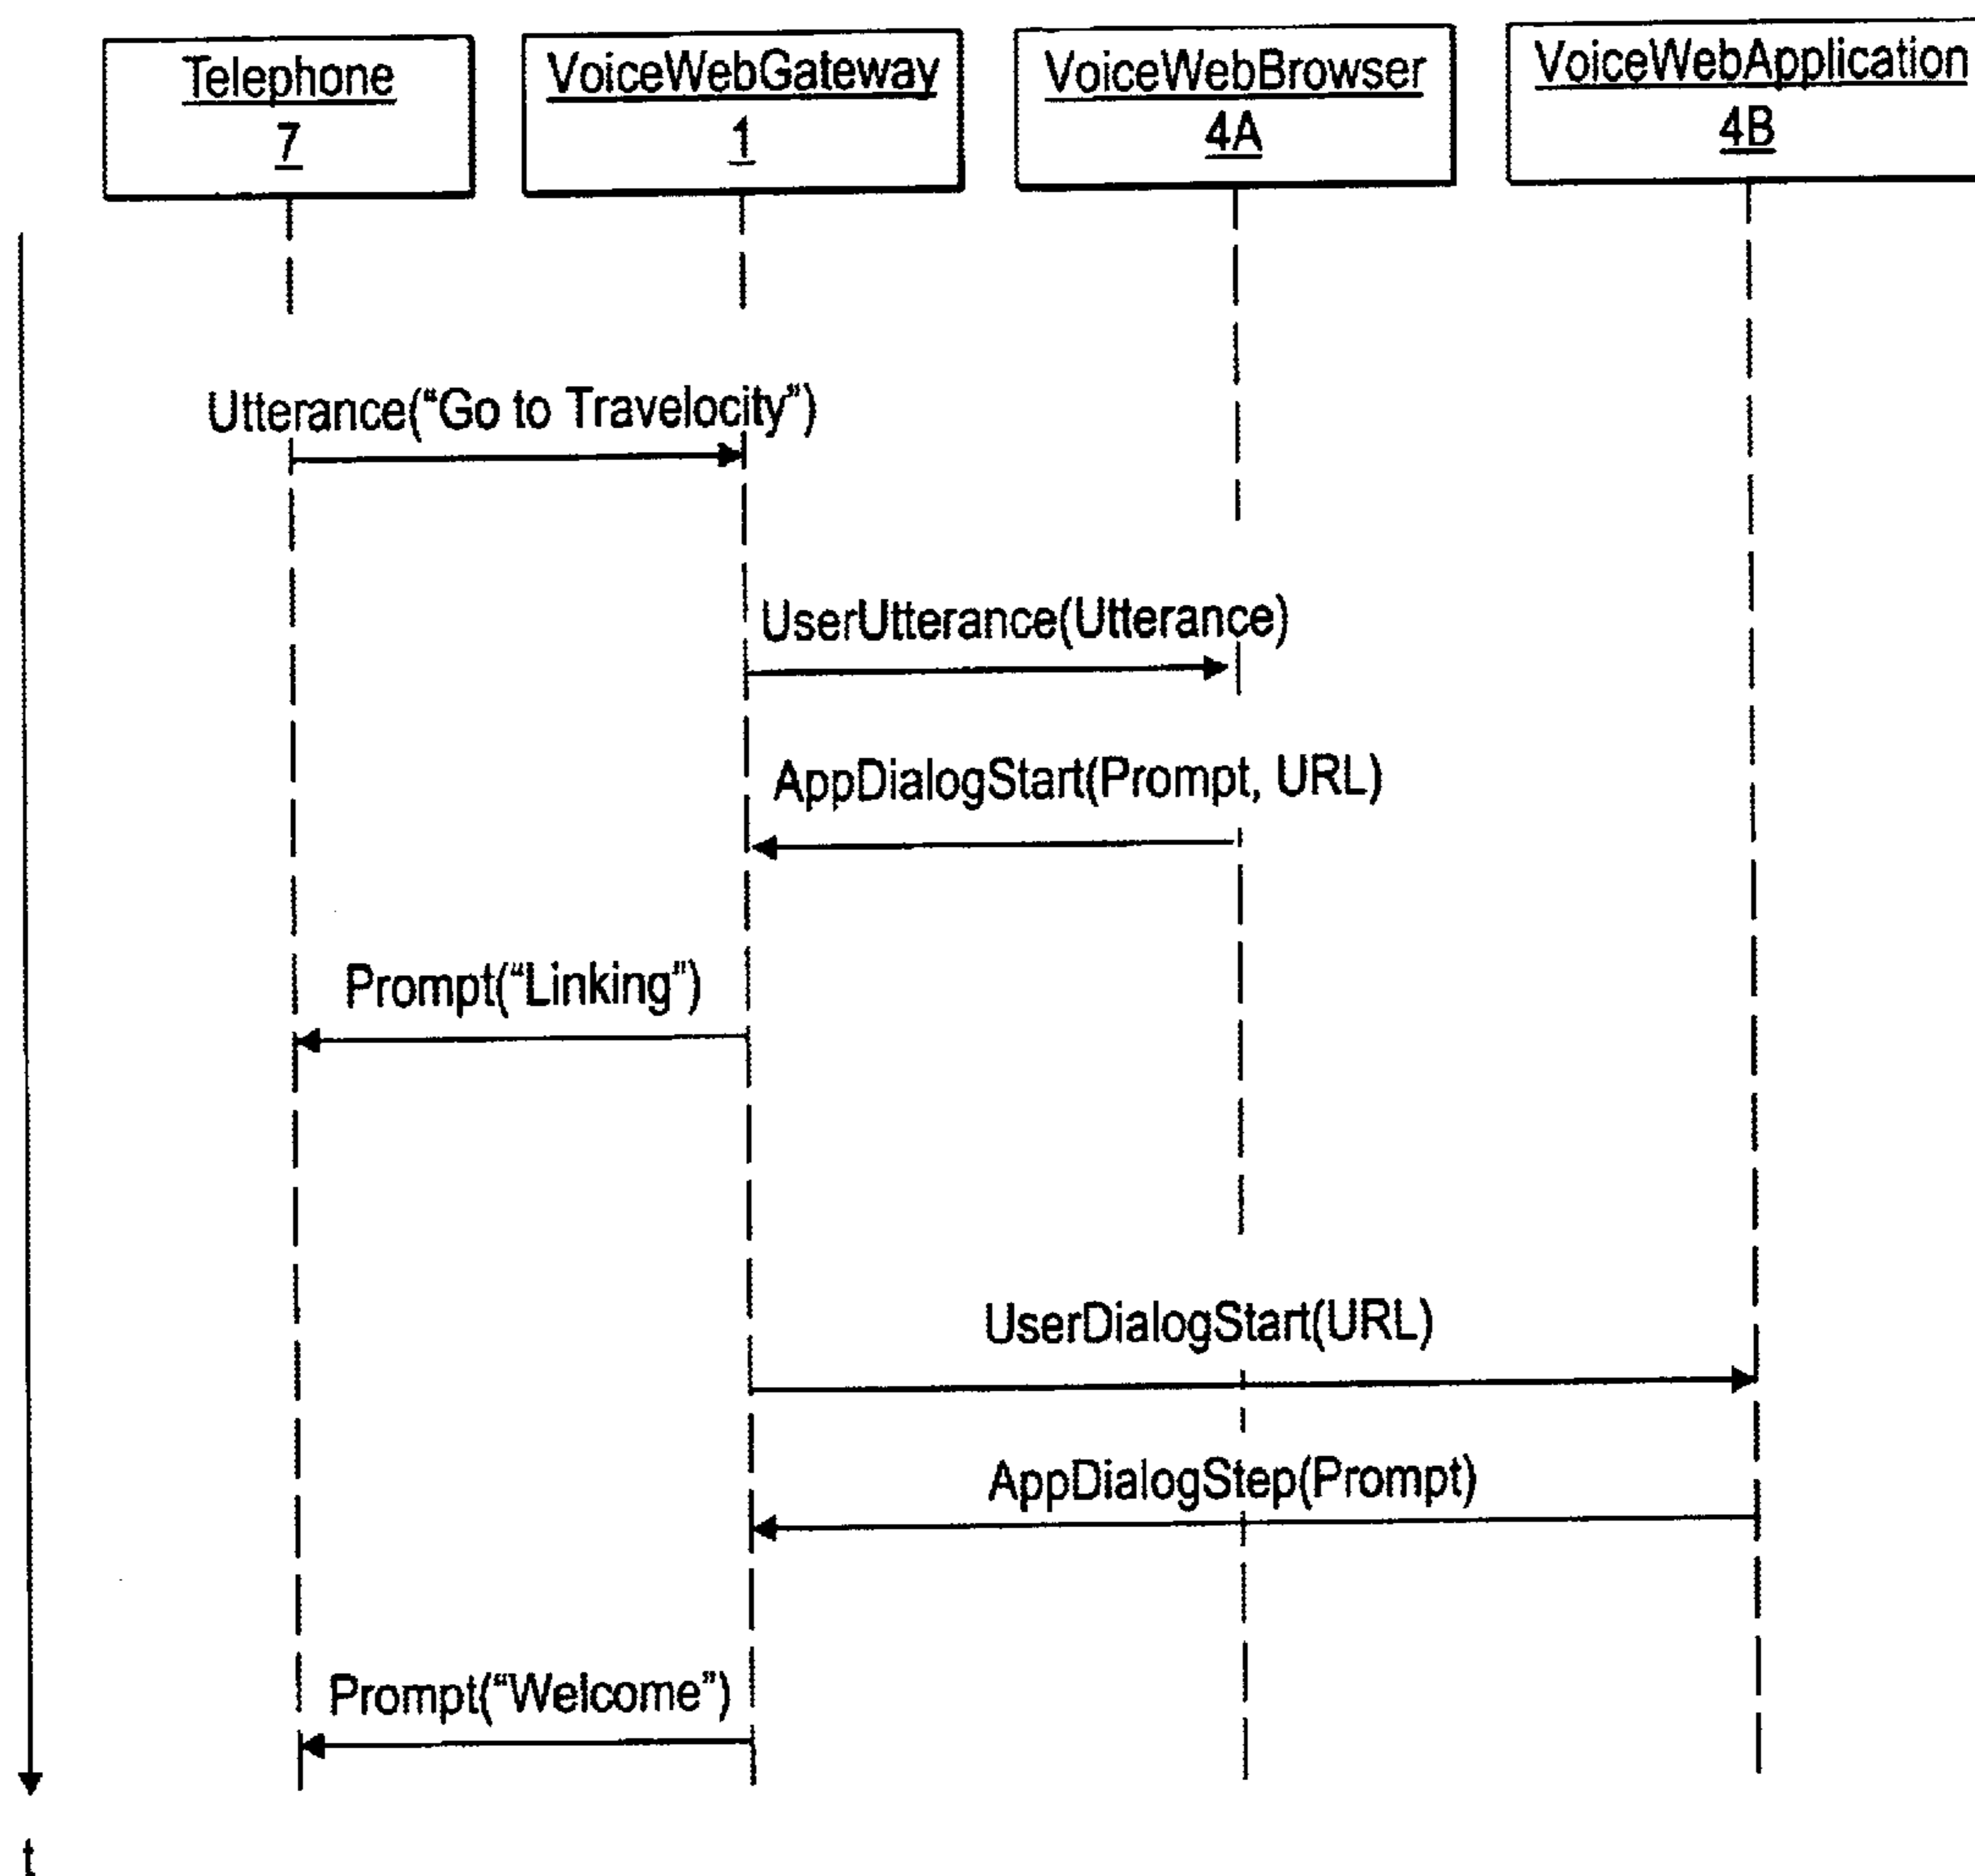 Telephone
7
VoiceWebGateway
1
VoiceWebBrowser
4A
VoiceWebApplication
4B
Utterance("Go to Travelocity")
UserUtterance(Utterance)
AppDialogStart(Prompt, URL)
Prompt("Linking")
UserDialogStart(URL)
AppDialogStep(Prompt)
Prompt("Welcome")
t